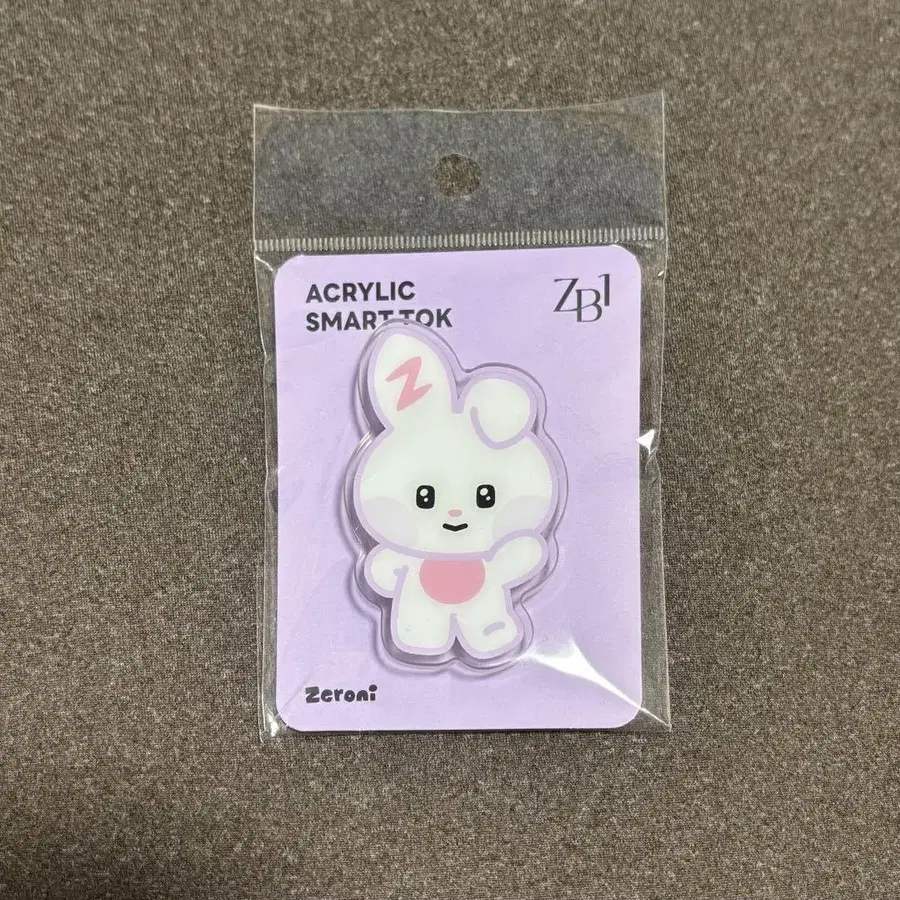 ACRYLIC
SMART TOK
ZB1
Z
Zeroni